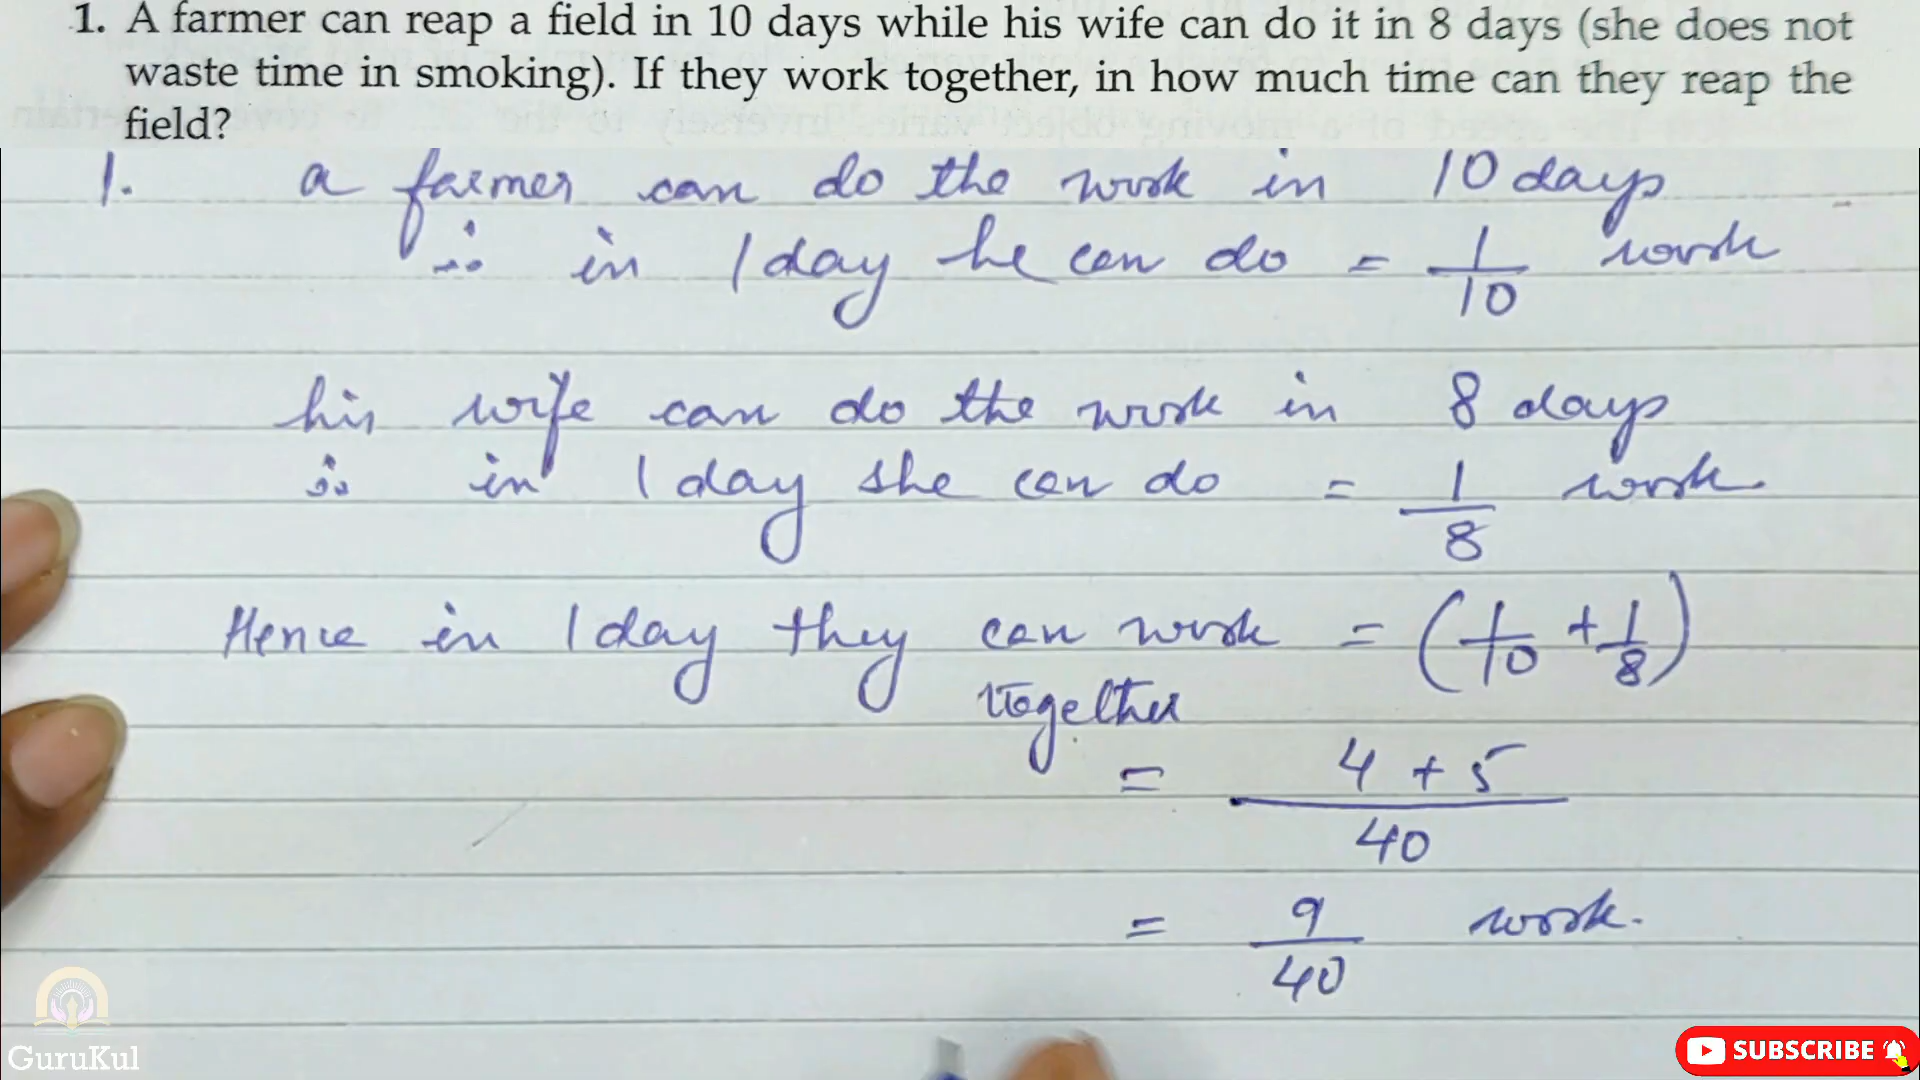 1. A farmer can reap a field in 10 days while his wife can do it in 8 days (she does not
waste time in smoking). If they work together, in how much time can they reap the
field?
1. a farmer can do the work in 10 days
∴ in 1 day he can do = 1/10 work
his wife can do the work in 8 days
∴ in 1 day she can do = 1/8 work.
Hence in 1 day they can work = (1/10 + 1/8)
together
= 4 + 5 / 40
= 9/40 work.
GuruKul
SUBSCRIBE